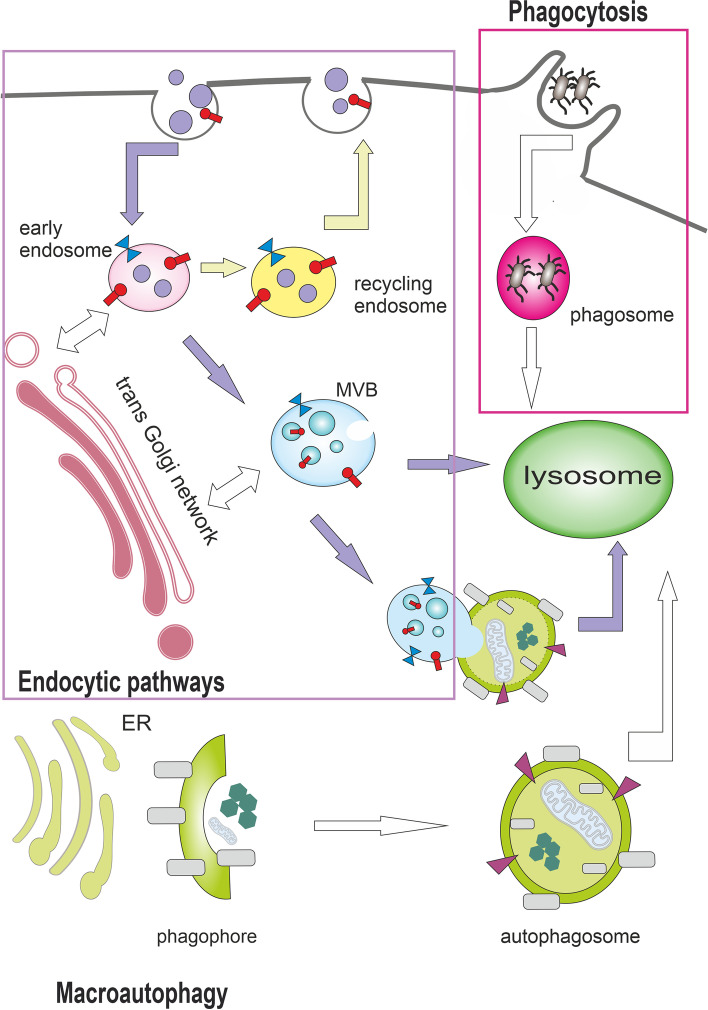 Phagocytosis
early
endosome
recycling
endosome
phagosome
MVB
trans Golgi network
lysosome
Endocytic pathways
ER
phagophore
autophagosome
Macroautophagy